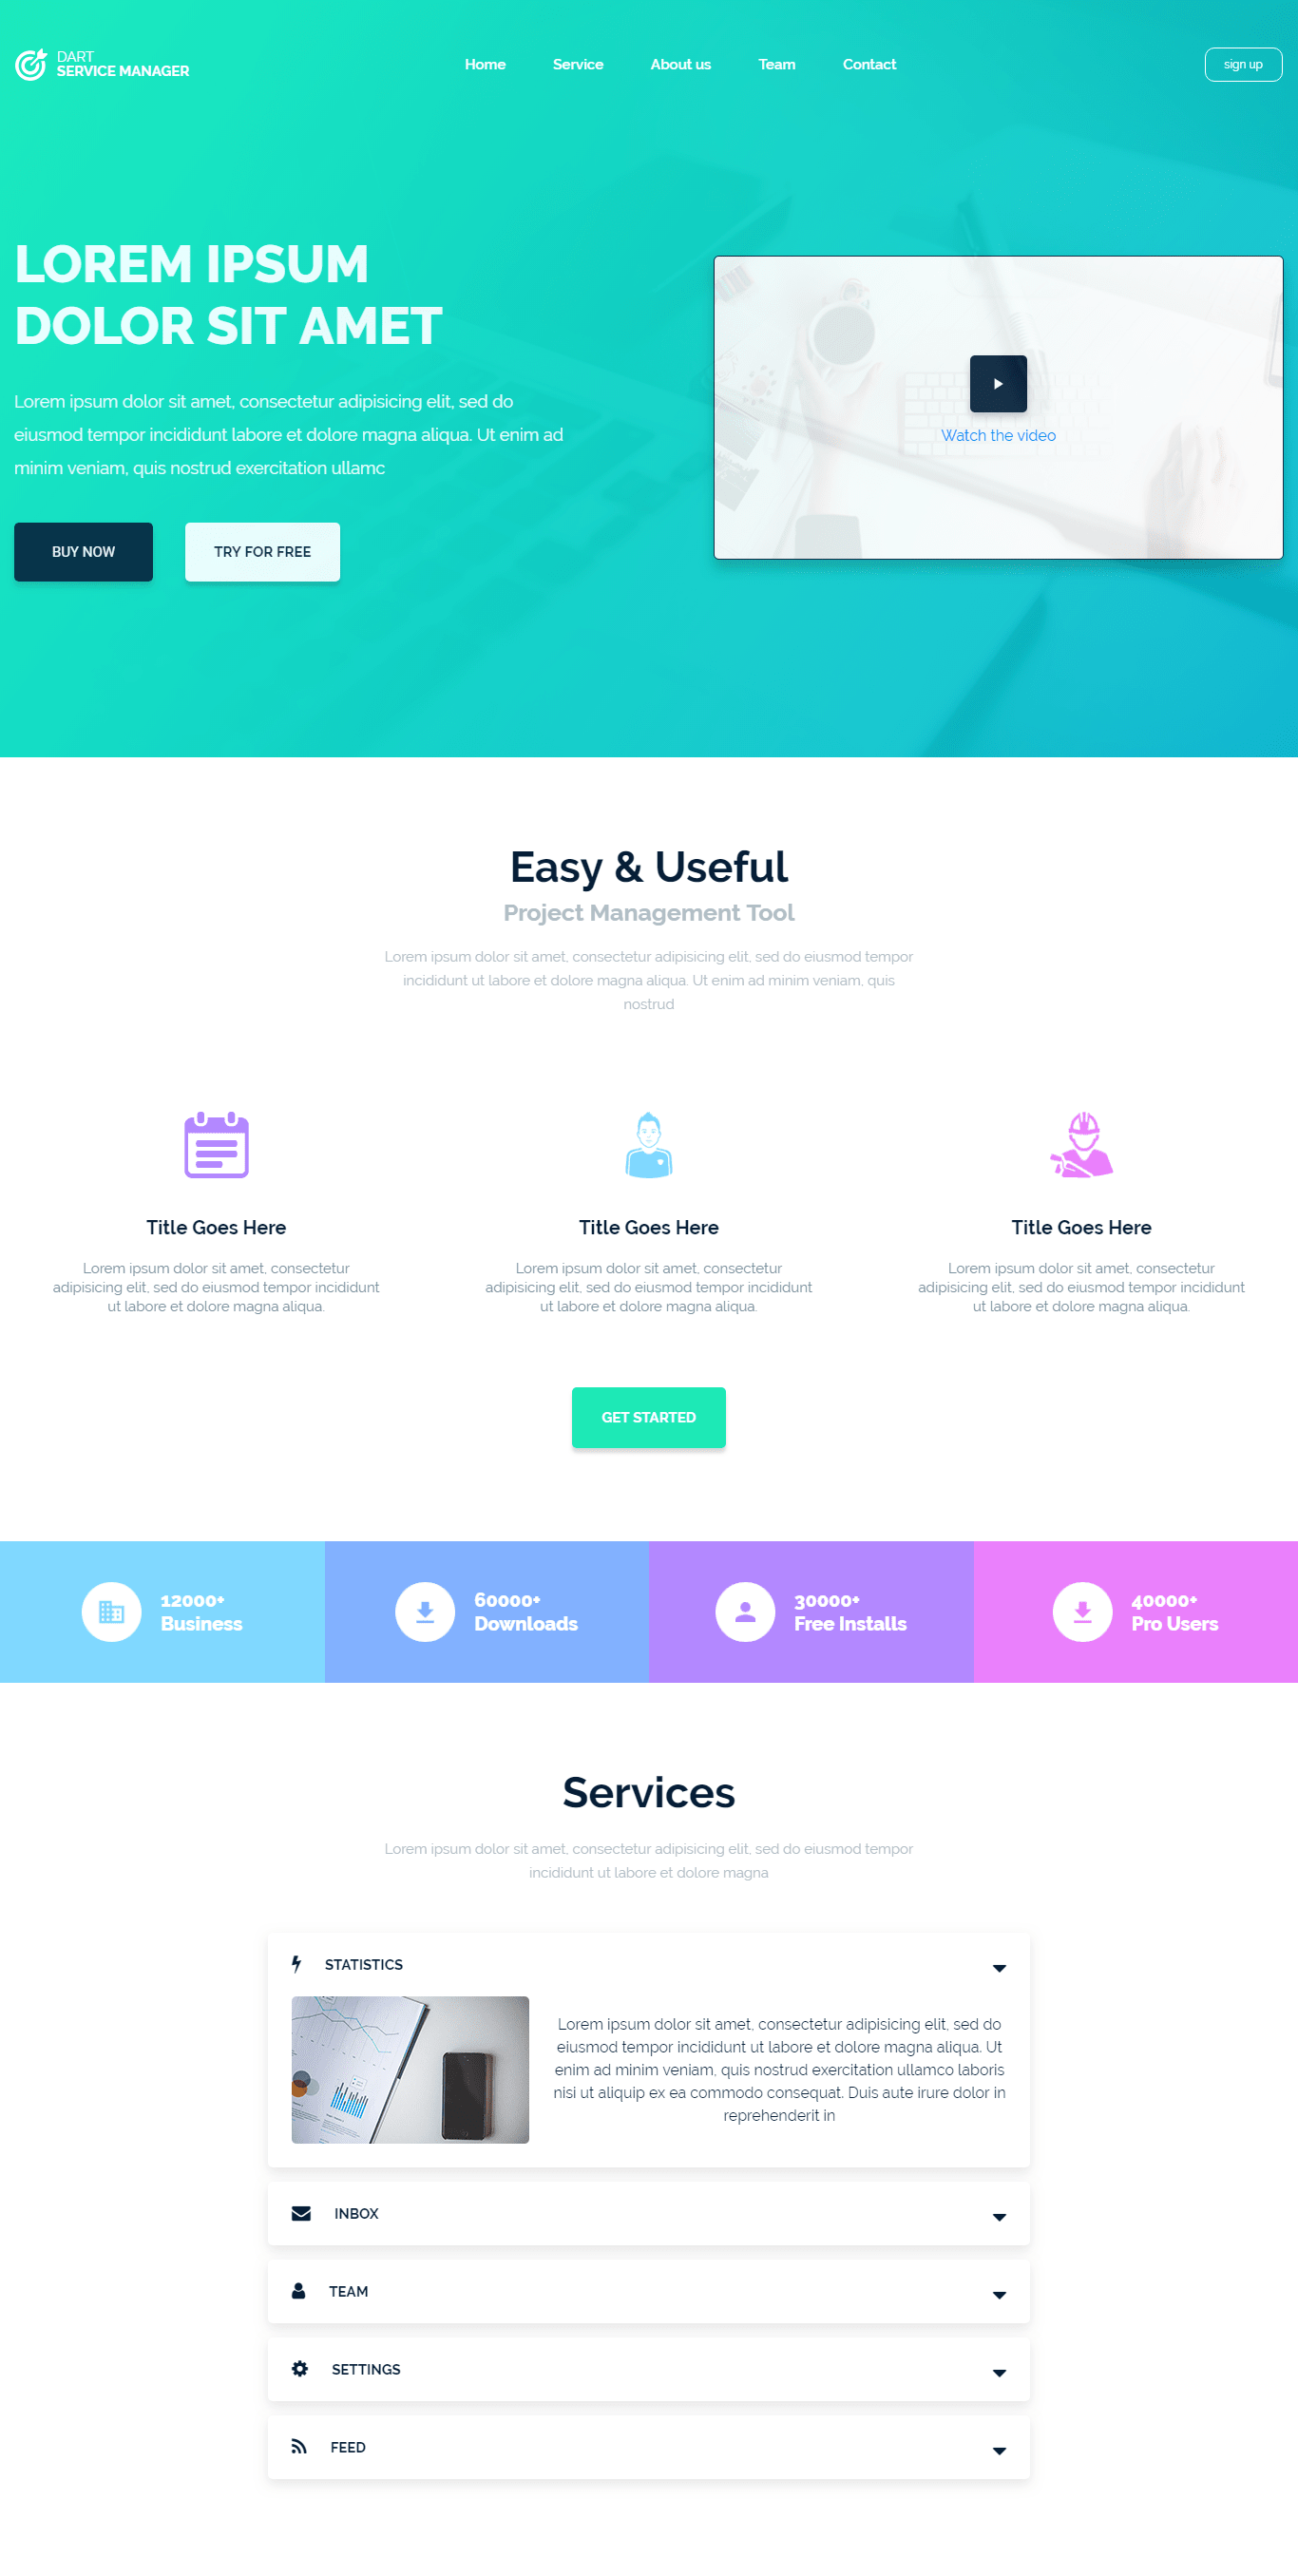 DART
SERVICE MANAGER
Home
Service
About us
Team
Contact
sign up
LOREM IPSUM
DOLOR SIT AMET
Lorem ipsum dolor sit amet, consectetur adipisicing elit, sed do
eiusmod tempor incididunt labore et dolore magna aliqua. Ut enim ad
minim veniam, quis nostrud exercitation ullamc
BUY NOW
TRY FOR FREE
Watch the video
Easy & Useful
Project Management Tool
Lorem ipsum dolor sit amet, consectetur adipisicing elit, sed do eiusmod tempor
incididunt ut labore et dolore magna aliqua. Ut enim ad minim veniam, quis
nostrud
Title Goes Here
Lorem ipsum dolor sit amet, consectetur
adipisicing elit, sed do eiusmod tempor incididunt
ut labore et dolore magna aliqua.
Title Goes Here
Lorem ipsum dolor sit amet, consectetur
adipisicing elit, sed do eiusmod tempor incididunt
ut labore et dolore magna aliqua.
Title Goes Here
Lorem ipsum dolor sit amet, consectetur
adipisicing elit, sed do eiusmod tempor incididunt
ut labore et dolore magna aliqua.
GET STARTED
12000+
Business
60000+
Downloads
30000+
Free Installs
40000+
Pro Users
Services
Lorem ipsum dolor sit amet, consectetur adipisicing elit, sed do eiusmod tempor
incididunt ut labore et dolore magna
STATISTICS
Lorem ipsum dolor sit amet, consectetur adipisicing elit, sed do
eiusmod tempor incididunt ut labore et dolore magna aliqua. Ut
enim ad minim veniam, quis nostrud exercitation ullamco laboris
nisi ut aliquip ex ea commodo consequat. Duis aute irure dolor in
reprehenderit in
INBOX
TEAM
SETTINGS
FEED